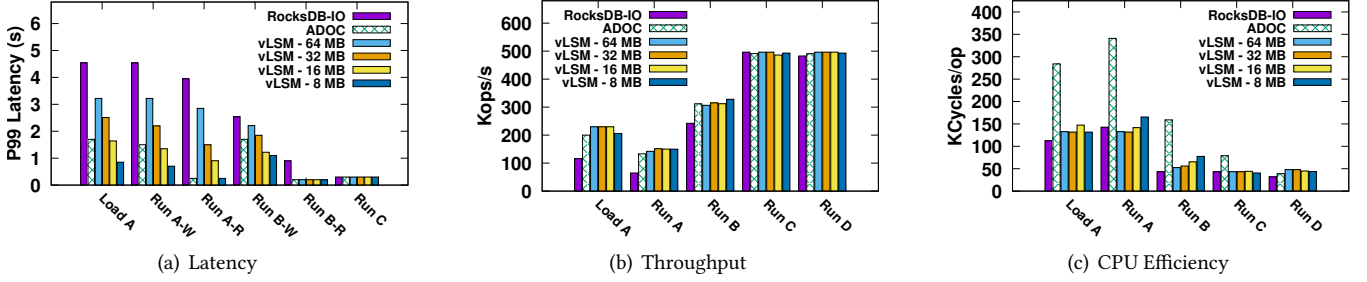 P99 Latency (s)
6
5
4
3
2
1
0
RocksDB-IO
ADOC
vLSM - 64 MB
vLSM - 32 MB
vLSM - 16 MB
vLSM - 8 MB
Load A
Run A-W
Run A-R
Run B-W
Run B-R
Run C
(a) Latency
Kops/s
600
500
400
300
200
100
0
RocksDB-IO
ADOC
vLSM - 64 MB
vLSM - 32 MB
vLSM - 16 MB
vLSM - 8 MB
Load A
Run A
Run B
Run C
Run D
(b) Throughput
KCycles/op
400
350
300
250
200
150
100
50
0
RocksDB-IO
ADOC
vLSM - 64 MB
vLSM - 32 MB
vLSM - 16 MB
vLSM - 8 MB
Load A
Run A
Run B
Run C
Run D
(c) CPU Efficiency